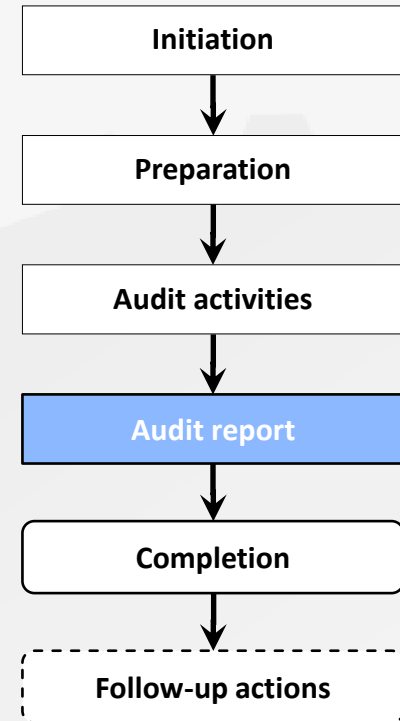 Initiation
Preparation
Audit activities
Audit report
Completion
Follow-up actions